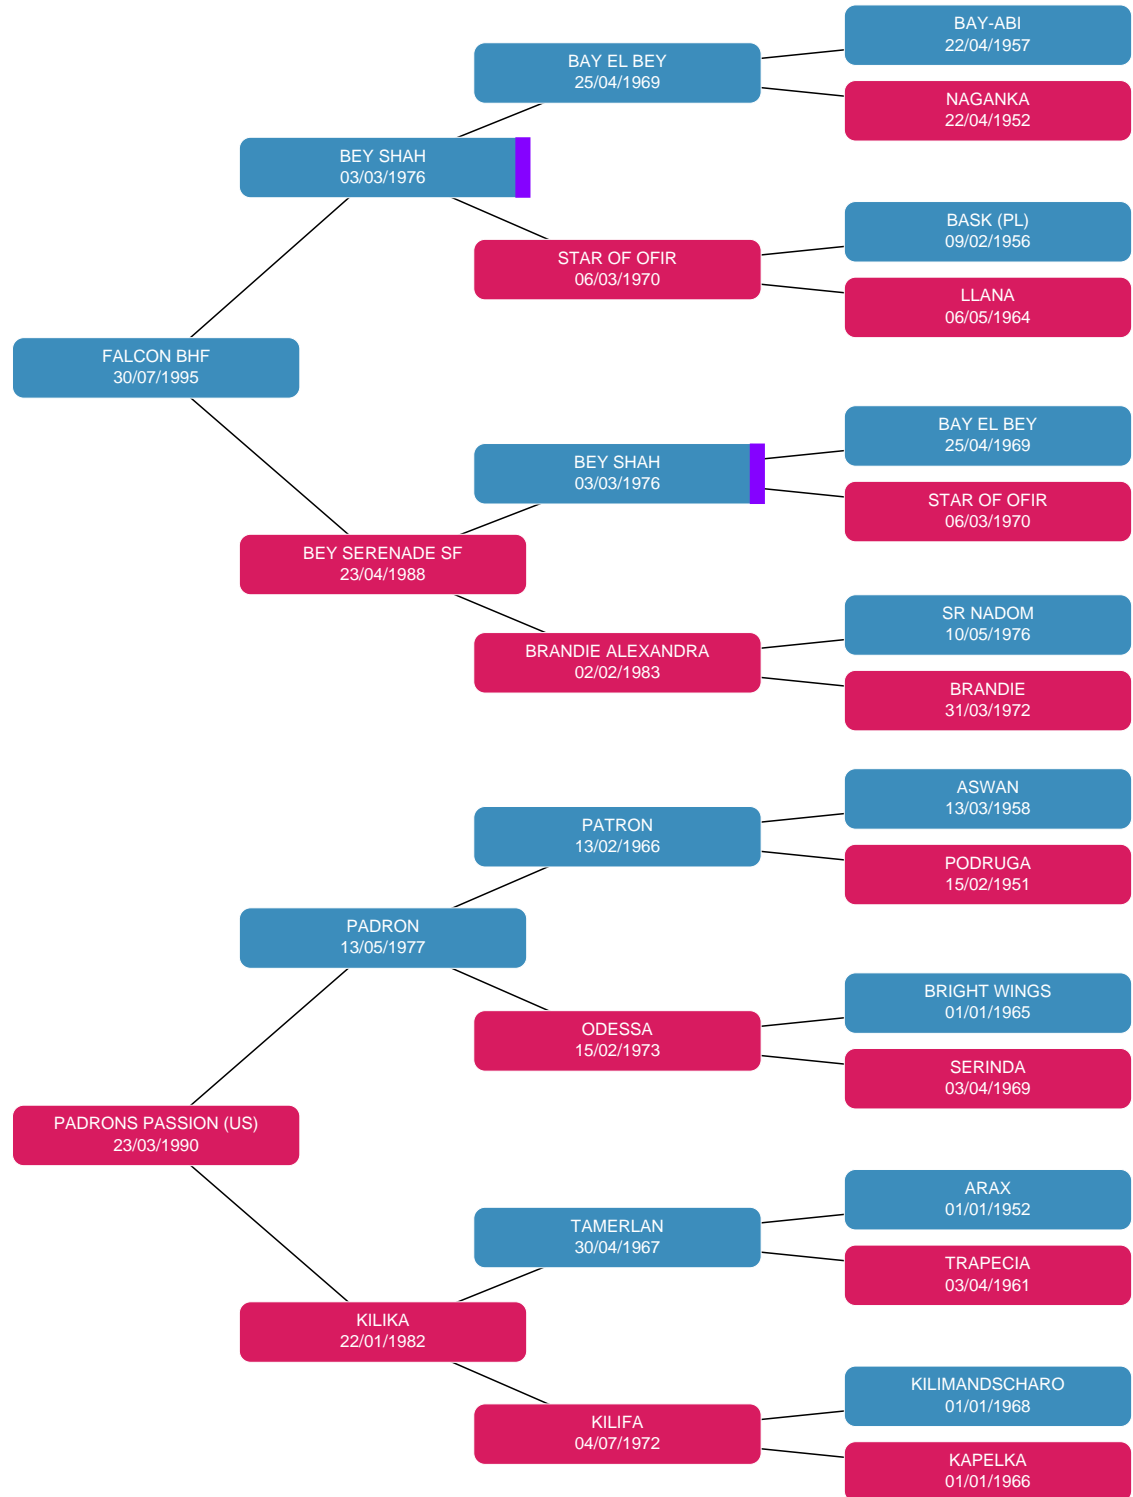 BAY-ABI
22/04/1957
BAY EL BEY
25/04/1969
NAGANKA
22/04/1952
BEY SHAH
03/03/1976
BASK (PL)
09/02/1956
STAR OF OFIR
06/03/1970
LLANA
06/05/1964
FALCON BHF
30/07/1995
BAY EL BEY
25/04/1969
BEY SHAH
03/03/1976
STAR OF OFIR
06/03/1970
BEY SERENADE SF
23/04/1988
SR NADOM
10/05/1976
BRANDIE ALEXANDRA
02/02/1983
BRANDIE
31/03/1972
ASWAN
13/03/1958
PATRON
13/02/1966
PODRUGA
15/02/1951
PADRON
13/05/1977
BRIGHT WINGS
01/01/1965
ODESSA
15/02/1973
SERINDA
03/04/1969
PADRONS PASSION (US)
23/03/1990
ARAX
01/01/1952
TAMERLAN
30/04/1967
TRAPECIA
03/04/1961
KILIKA
22/01/1982
KILIMANDSCHARO
01/01/1968
KILIFA
04/07/1972
KAPELKA
01/01/1966